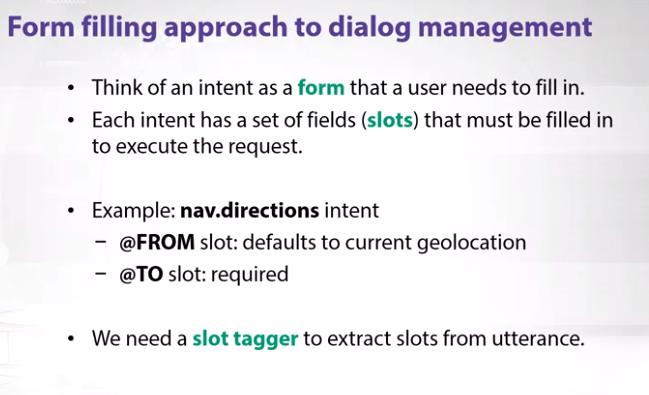 Form filling approach to dialog management
• Think of an intent as a form that a user needs to fill in.
• Each intent has a set of fields (slots) that must be filled in
to execute the request.
• Example: nav.directions intent
– @FROM slot: defaults to current geolocation
– @TO slot: required
• We need a slot tagger to extract slots from utterance.